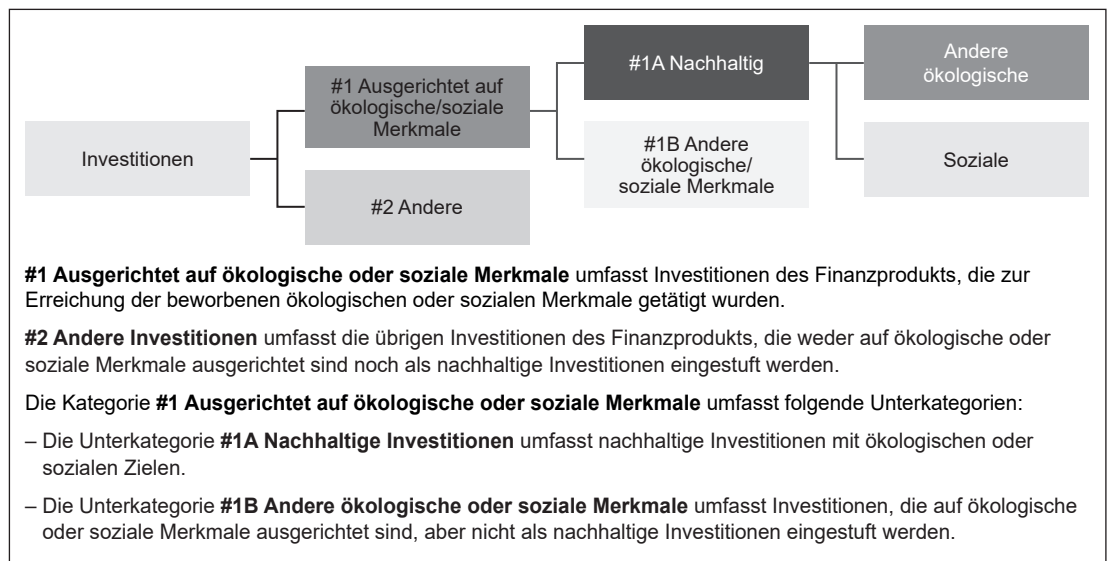 Investitionen
#1 Ausgerichtet auf
ökologische/soziale
Merkmale
#2 Andere
#1A Nachhaltig
#1B Andere
ökologische/
soziale Merkmale
Andere
ökologische
Soziale
#1 Ausgerichtet auf ökologische oder soziale Merkmale umfasst Investitionen des Finanzprodukts, die zur
Erreichung der beworbenen ökologischen oder sozialen Merkmale getätigt wurden.
#2 Andere Investitionen umfasst die übrigen Investitionen des Finanzprodukts, die weder auf ökologische oder
soziale Merkmale ausgerichtet sind noch als nachhaltige Investitionen eingestuft werden.
Die Kategorie #1 Ausgerichtet auf ökologische oder soziale Merkmale umfasst folgende Unterkategorien:
– Die Unterkategorie #1A Nachhaltige Investitionen umfasst nachhaltige Investitionen mit ökologischen oder
sozialen Zielen.
– Die Unterkategorie #1B Andere ökologische oder soziale Merkmale umfasst Investitionen, die auf ökologische
oder soziale Merkmale ausgerichtet sind, aber nicht als nachhaltige Investitionen eingestuft werden.